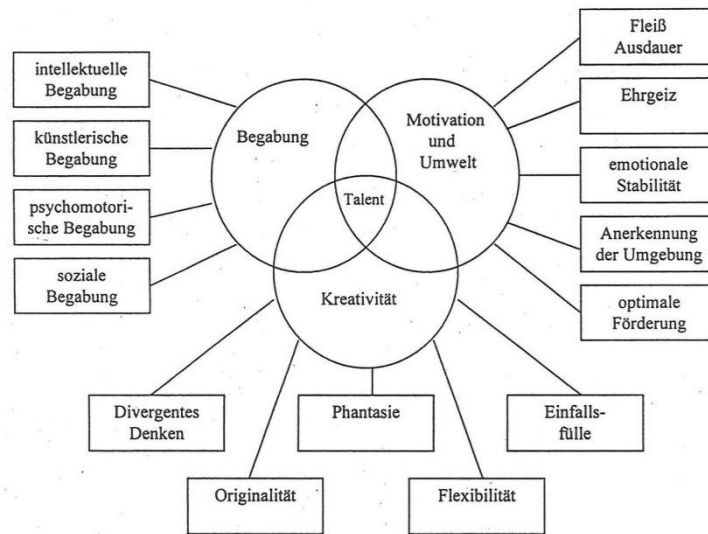 Fleiß
Ausdauer
intellektuelle
Begabung
Ehrgeiz
künstlerische
Begabung
Begabung
Motivation
und
Umwelt
emotionale
Stabilität
psychomotori-
sche Begabung
Talent
Anerkennung
der Umgebung
soziale
Begabung
Kreativität
optimale
Förderung
Divergentes
Denken
Phantasie
Einfalls-
fülle
Originalität
Flexibilität